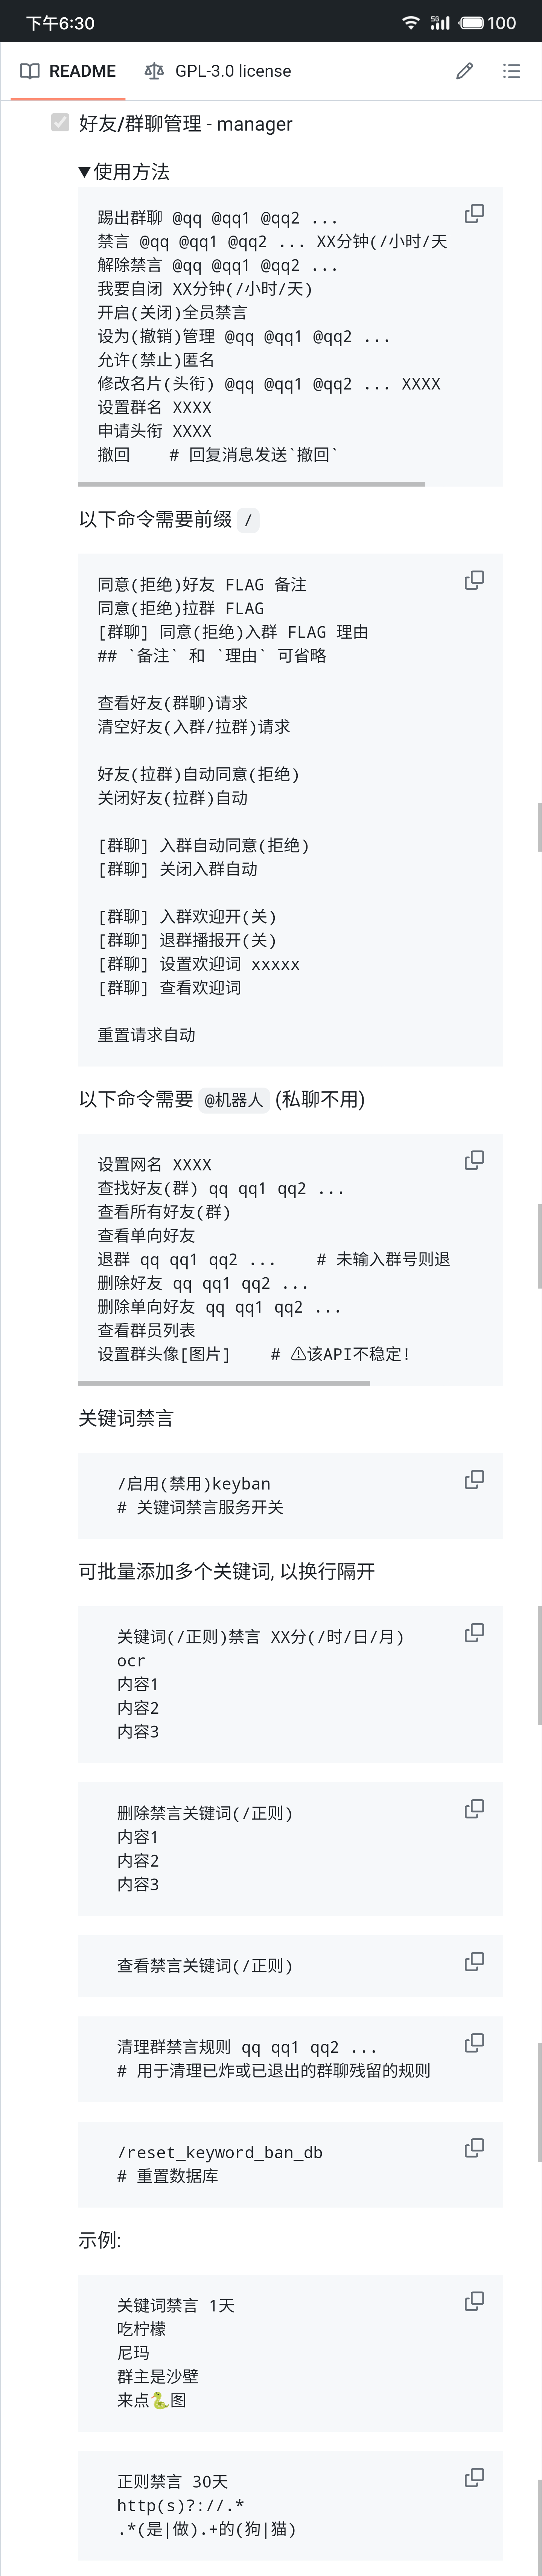 下午6:30
5G
100
README
GPL-3.0 license
好友/群聊管理 - manager
▼使用方法
踢出群聊 @qq @qq1 @qq2 ...
禁言 @qq @qq1 @qq2 ... XX分钟(/小时/天
解除禁言 @qq @qq1 @qq2 ...
我要自闭 XX分钟(/小时/天)
开启(关闭)全员禁言
设为(撤销)管理 @qq @qq1 @qq2 ...
允许(禁止)匿名
修改名片(头衔) @qq @qq1 @qq2 ... XXXX
设置群名 XXXX
申请头衔 XXXX
撤回    # 回复消息发送`撤回`
以下命令需要前缀 /
同意(拒绝)好友 FLAG 备注
同意(拒绝)拉群 FLAG
[群聊] 同意(拒绝)入群 FLAG 理由
## `备注` 和 `理由` 可省略
查看好友(群聊)请求
清空好友(入群/拉群)请求
好友(拉群)自动同意(拒绝)
关闭好友(拉群)自动
[群聊] 入群自动同意(拒绝)
[群聊] 关闭入群自动
[群聊] 入群欢迎开(关)
[群聊] 退群播报开(关)
[群聊] 设置欢迎词 xxxxx
[群聊] 查看欢迎词
重置请求自动
以下命令需要 @机器人 (私聊不用)
设置网名 XXXX
查找好友(群) qq qq1 qq2 ...
查看所有好友(群)
查看单向好友
退群 qq qq1 qq2 ...    # 未输入群号则退
删除好友 qq qq1 qq2 ...
删除单向好友 qq qq1 qq2 ...
查看群员列表
设置群头像[图片]    # ⚠该API不稳定!
关键词禁言
/启用(禁用)keyban
# 关键词禁言服务开关
可批量添加多个关键词, 以换行隔开
关键词(/正则)禁言 XX分(/时/日/月)
ocr
内容1
内容2
内容3
删除禁言关键词(/正则)
内容1
内容2
内容3
查看禁言关键词(/正则)
清理群禁言规则 qq qq1 qq2 ...
# 用于清理已炸或已退出的群聊残留的规则
/reset_keyword_ban_db
# 重置数据库
示例:
关键词禁言 1天
吃柠檬
尼玛
群主是沙壁
来点🐍图
正则禁言 30天
http(s)?://.*
.*(是|做).+的(狗|猫)